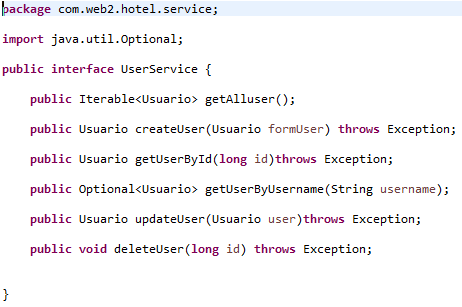 package com.web2.hotel.service;
import java.util.Optional;
public interface UserService {
public Iterable<Usuario> getAlluser();
public Usuario createUser(Usuario formUser) throws Exception;
public Usuario getUserById(long id)throws Exception;
public Optional<Usuario> getUserByUsername(String username);
public Usuario updateUser(Usuario user)throws Exception;
public void deleteUser(long id) throws Exception;
}